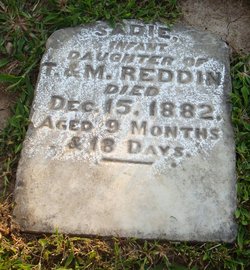 SADIE,
INFANT
DAUGHTER OF
T. & M. REDDIN
DIED
DEC. 15, 1882.
AGED 9 MONTHS
& 18 DAYS.